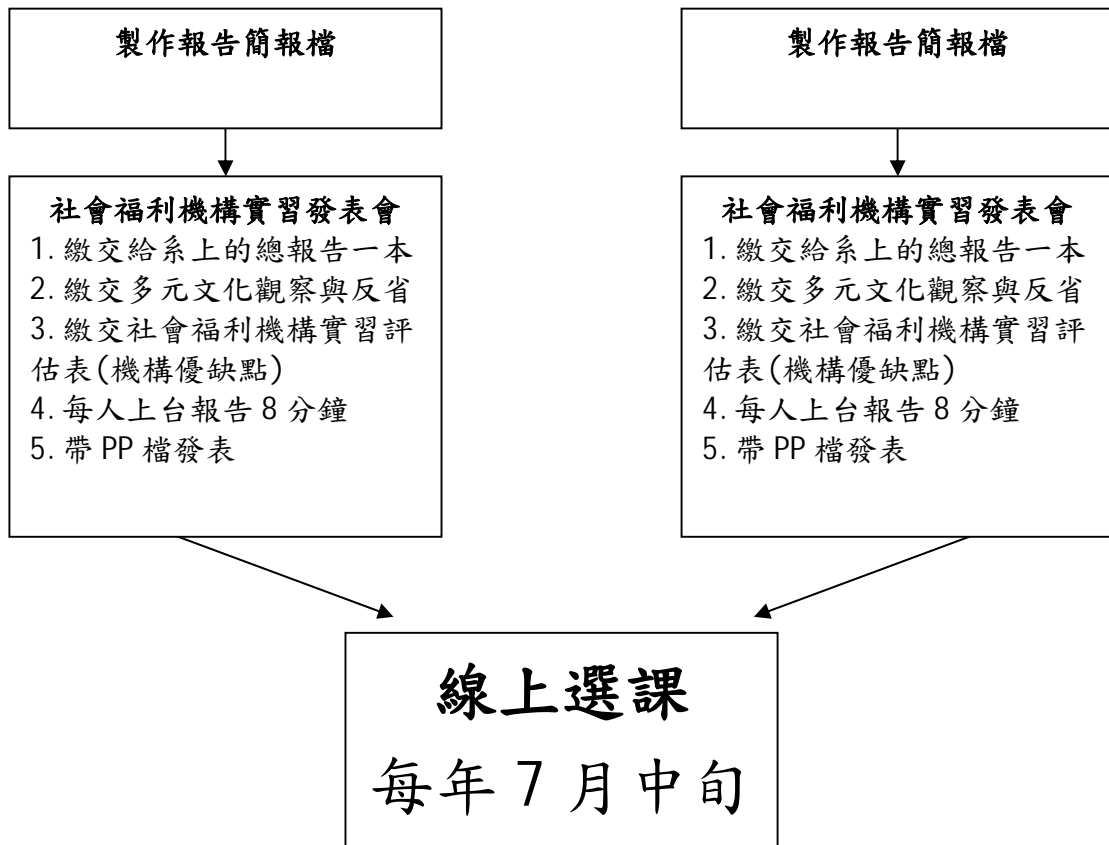 製作報告簡報檔
社會福利機構實習發表會
1.繳交給系上的總報告一本
2.繳交多元文化觀察與反省
3.繳交社會福利機構實習評
估表(機構優缺點)
4.每人上台報告 8 分鐘
5.帶 PP 檔發表
製作報告簡報檔
社會福利機構實習發表會
1.繳交給系上的總報告一本
2.繳交多元文化觀察與反省
3.繳交社會福利機構實習評
估表(機構優缺點)
4.每人上台報告 8 分鐘
5.帶 PP 檔發表
線上選課
每年 7 月中旬